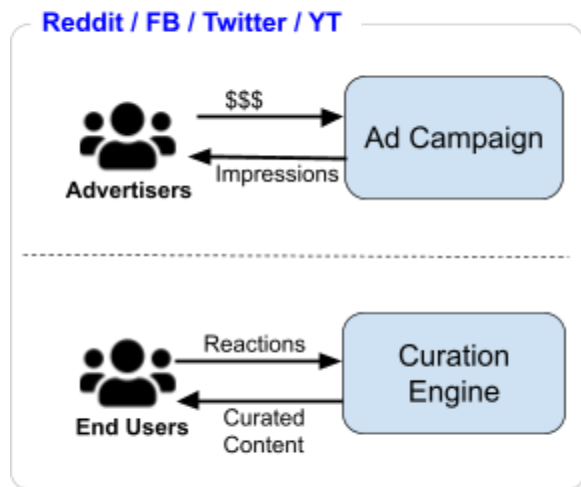 Reddit / FB / Twitter / YT
$$$
Ad Campaign
Impressions
Advertisers
Reactions
Curation
Engine
Curated
Content
End Users